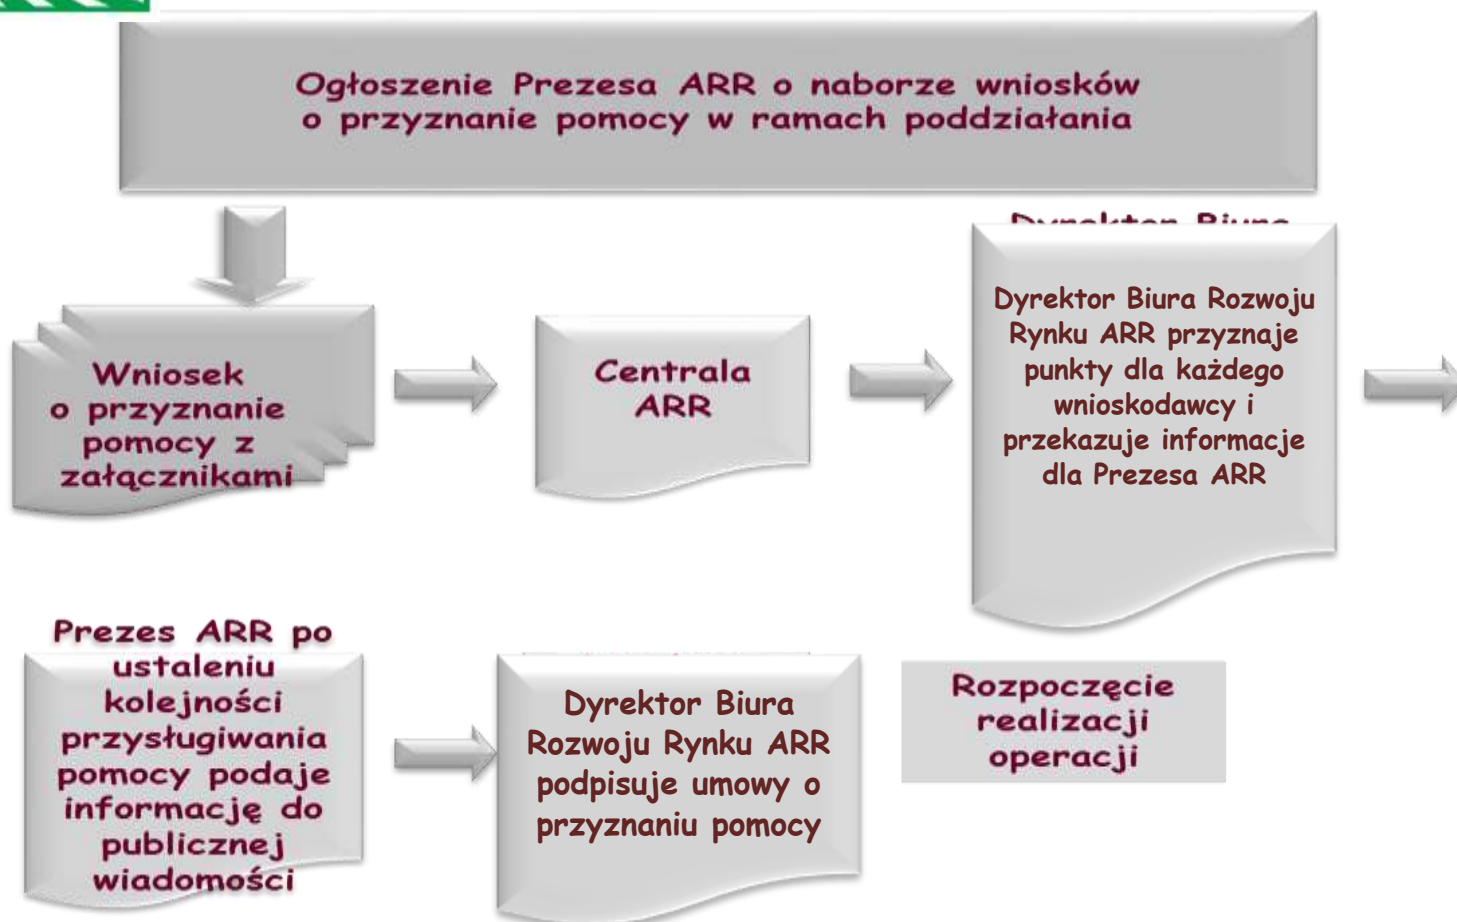 Ogłoszenie Prezesa ARR o naborze wniosków
o przyznanie pomocy w ramach poddziałania
Wniosek
o przyznanie
pomocy z
załącznikami
Centrala
ARR
Dyrektor Biura
Dyrektor Biura Rozwoju
Rynku ARR przyznaje
punkty dla każdego
wnioskodawcy i
przekazuje informacje
dla Prezesa ARR
Prezes ARR po
ustaleniu
kolejności
przysługiwania
pomocy podaje
informację do
publicznej
wiadomości
Dyrektor Biura
Rozwoju Rynku ARR
podpisuje umowy o
przyznaniu pomocy
Rozpoczęcie
realizacji
operacji